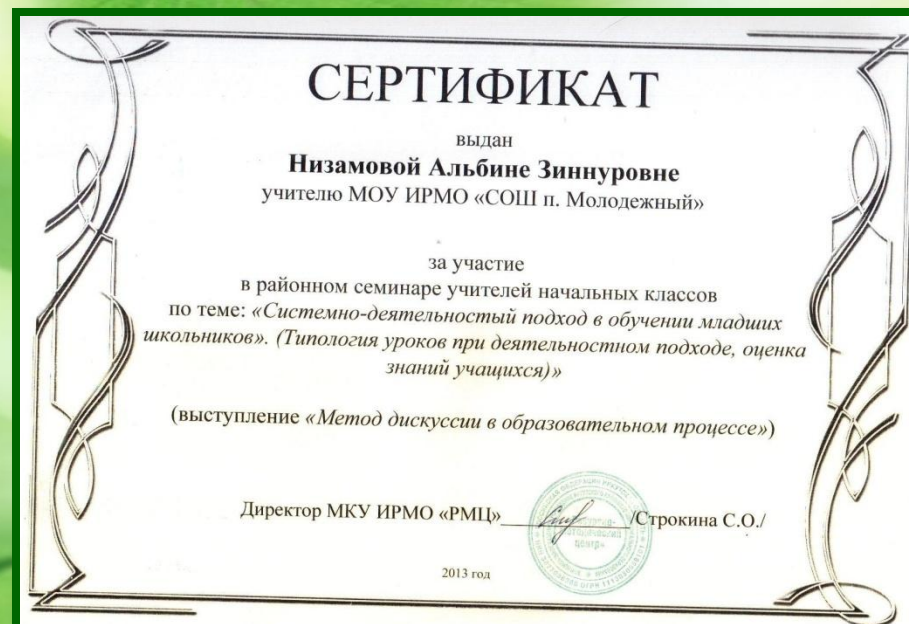 СЕРТИФИКАТ
выдан
Низамовой Альбине Зиннуровне
учителю МОУ ИРМО «СОШ п. Молодежный»
за участие
в районном семинаре учителей начальных классов
по теме: «Системно-деятельностый подход в обучении младших
школьников». (Типология уроков при деятельностном подходе, оценка
знаний учащихся)»
(выступление «Метод дискуссии в образовательном процессе»)
Директор МКУ ИРМО «РМЦ» /Строкина С.О./
2013 год